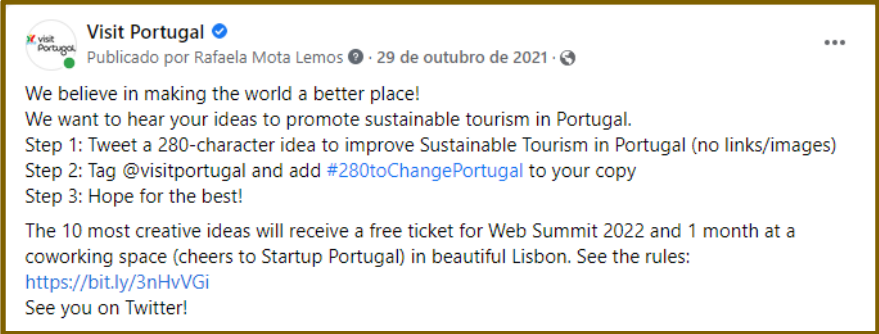 visit
Portugal
Visit Portugal
Publicado por Rafaela Mota Lemos · 29 de outubro de 2021 ·
We believe in making the world a better place!
We want to hear your ideas to promote sustainable tourism in Portugal.
Step 1: Tweet a 280-character idea to improve Sustainable Tourism in Portugal (no links/images)
Step 2: Tag @visitportugal and add #280toChangePortugal to your copy
Step 3: Hope for the best!
The 10 most creative ideas will receive a free ticket for Web Summit 2022 and 1 month at a
coworking space (cheers to Startup Portugal) in beautiful Lisbon. See the rules:
https://bit.ly/3nHvVGi
See you on Twitter!